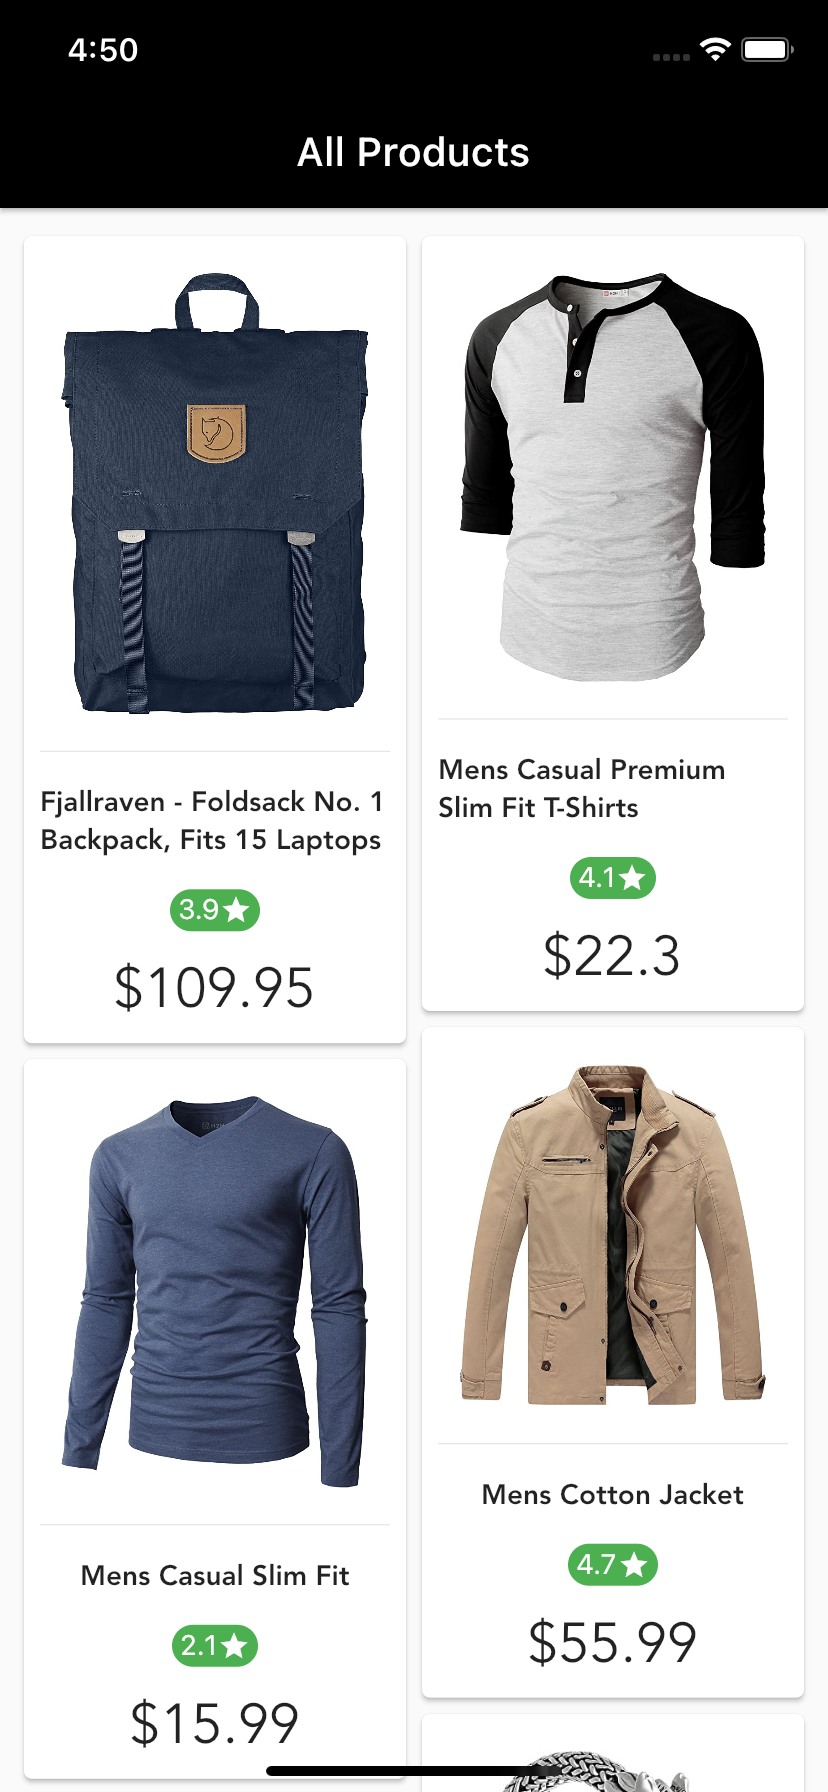 4:50
All Products
Fjallraven - Foldsack No. 1
Backpack, Fits 15 Laptops
3.9
$109.95
Mens Casual Premium
Slim Fit T-Shirts
4.1
$22.3
Mens Casual Slim Fit
2.1
$15.99
Mens Cotton Jacket
4.7
$55.99